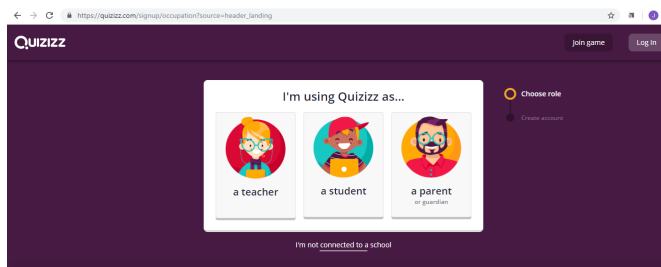 https://quizizz.com/signup/occupation?source=header_landing
QUIZIZZ
Join game
Log In
I'm using Quizizz as...
Choose role
Create account
a teacher
a student
a parent
or guardian
I'm not connected to a school